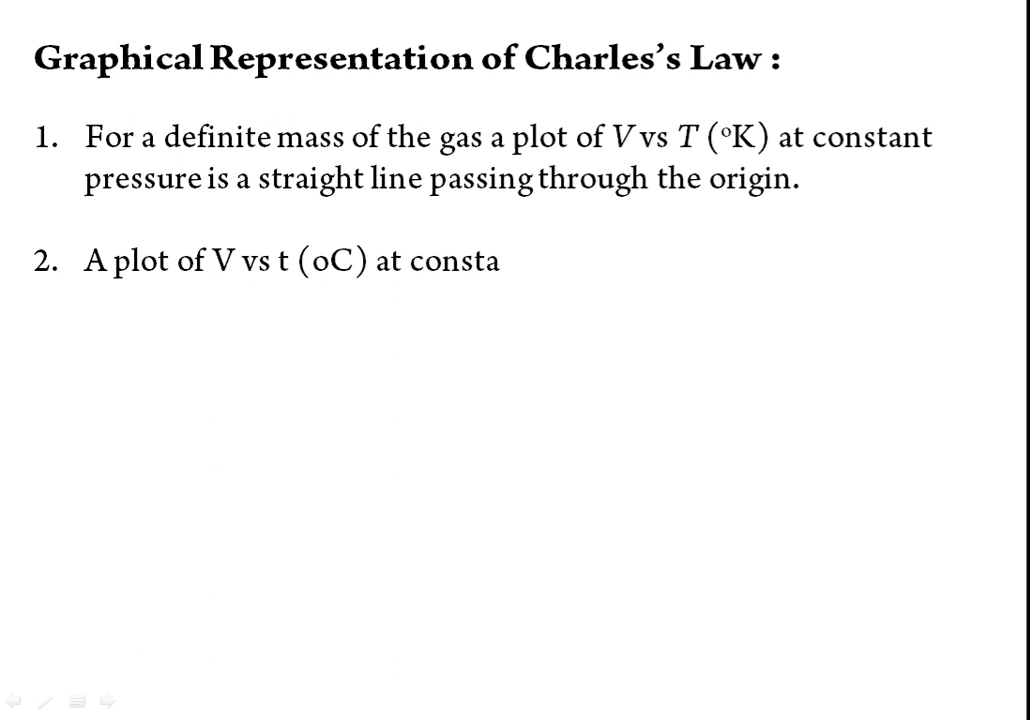 Graphical Representation of Charles’s Law :
1. For a definite mass of the gas a plot of V vs T (ᵒK) at constant
pressure is a straight line passing through the origin.
2. A plot of V vs t (oC) at consta